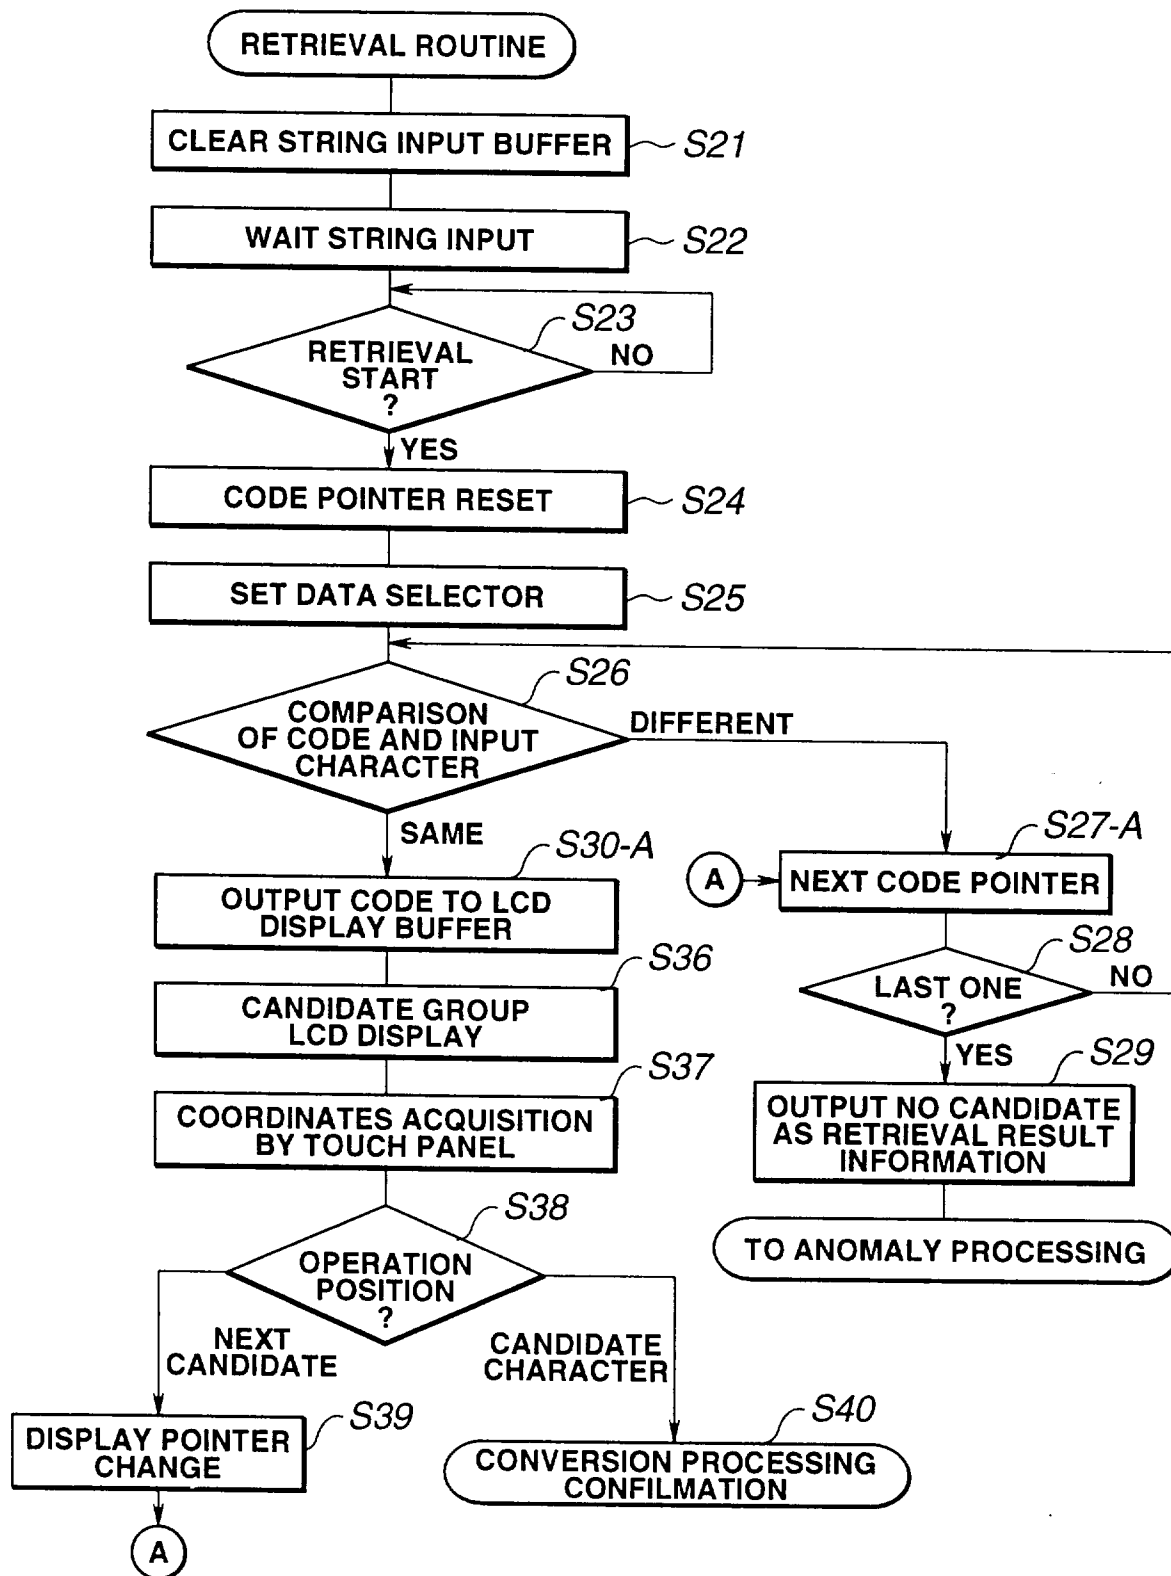 RETRIEVAL ROUTINE
CLEAR STRING INPUT BUFFER
S21
WAIT STRING INPUT
S22
S23
RETRIEVAL
START
?
NO
YES
CODE POINTER RESET
S24
SET DATA SELECTOR
S25
S26
COMPARISON
OF CODE AND INPUT
CHARACTER
DIFFERENT
SAME
S30-A
OUTPUT CODE TO LCD
DISPLAY BUFFER
S36
CANDIDATE GROUP
LCD DISPLAY
S37
COORDINATES ACQUISITION
BY TOUCH PANEL
S38
OPERATION
POSITION
?
NEXT
CANDIDATE
CANDIDATE
CHARACTER
S39
DISPLAY POINTER
CHANGE
A
S40
CONVERSION PROCESSING
CONFILMATION
S27-A
A
NEXT CODE POINTER
S28
LAST ONE
?
NO
YES
S29
OUTPUT NO CANDIDATE
AS RETRIEVAL RESULT
INFORMATION
TO ANOMALY PROCESSING